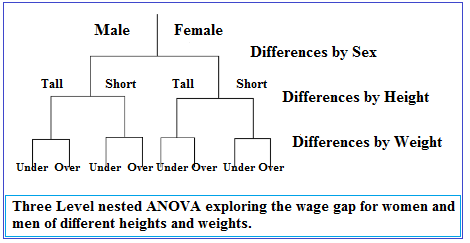 Male Female
Differences by Sex
Tall Short Tall Short
Differences by Height
Differences by Weight
Under Over Under Over Under Over Under Over
Three Level nested ANOVA exploring the wage gap for women and
men of different heights and weights.